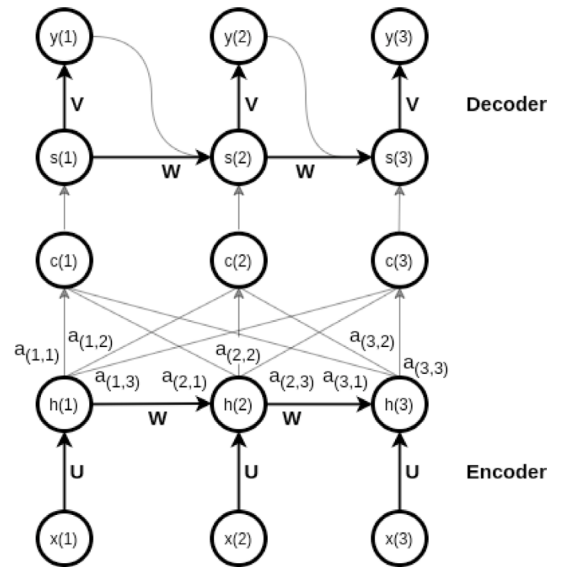 y(1) y(2) y(3)
V V V Decoder
s(1) s(2) s(3)
W W
c(1) c(2) c(3)
a(1,1) a(1,2) a(2,2) a(3,2)
a(1,3) a(2,1) a(2,3) a(3,1) a(3,3)
h(1) h(2) h(3)
W W
U U U Encoder
x(1) x(2) x(3)